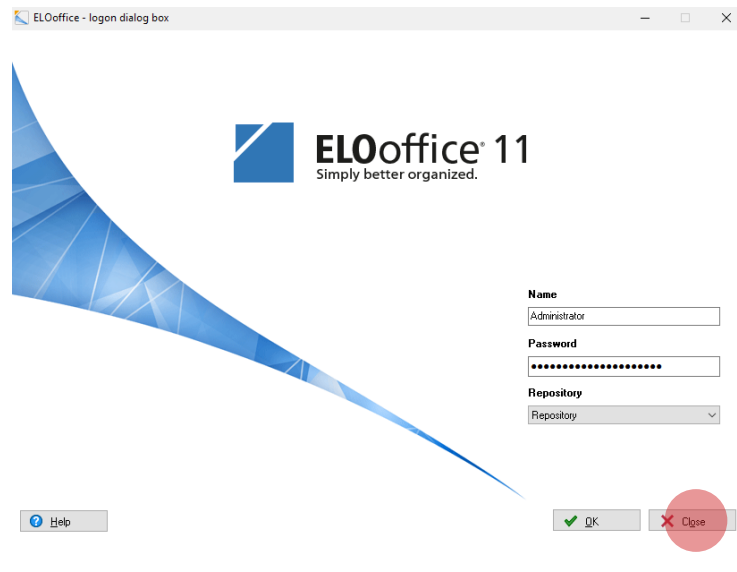 ELOoffice - logon dialog box
ELOoffice® 11
Simply better organized.
Name
Administrator
Password
●●●●●●●●●●●●●●●●●●●●●
Repository
Repository
Help
OK
Close